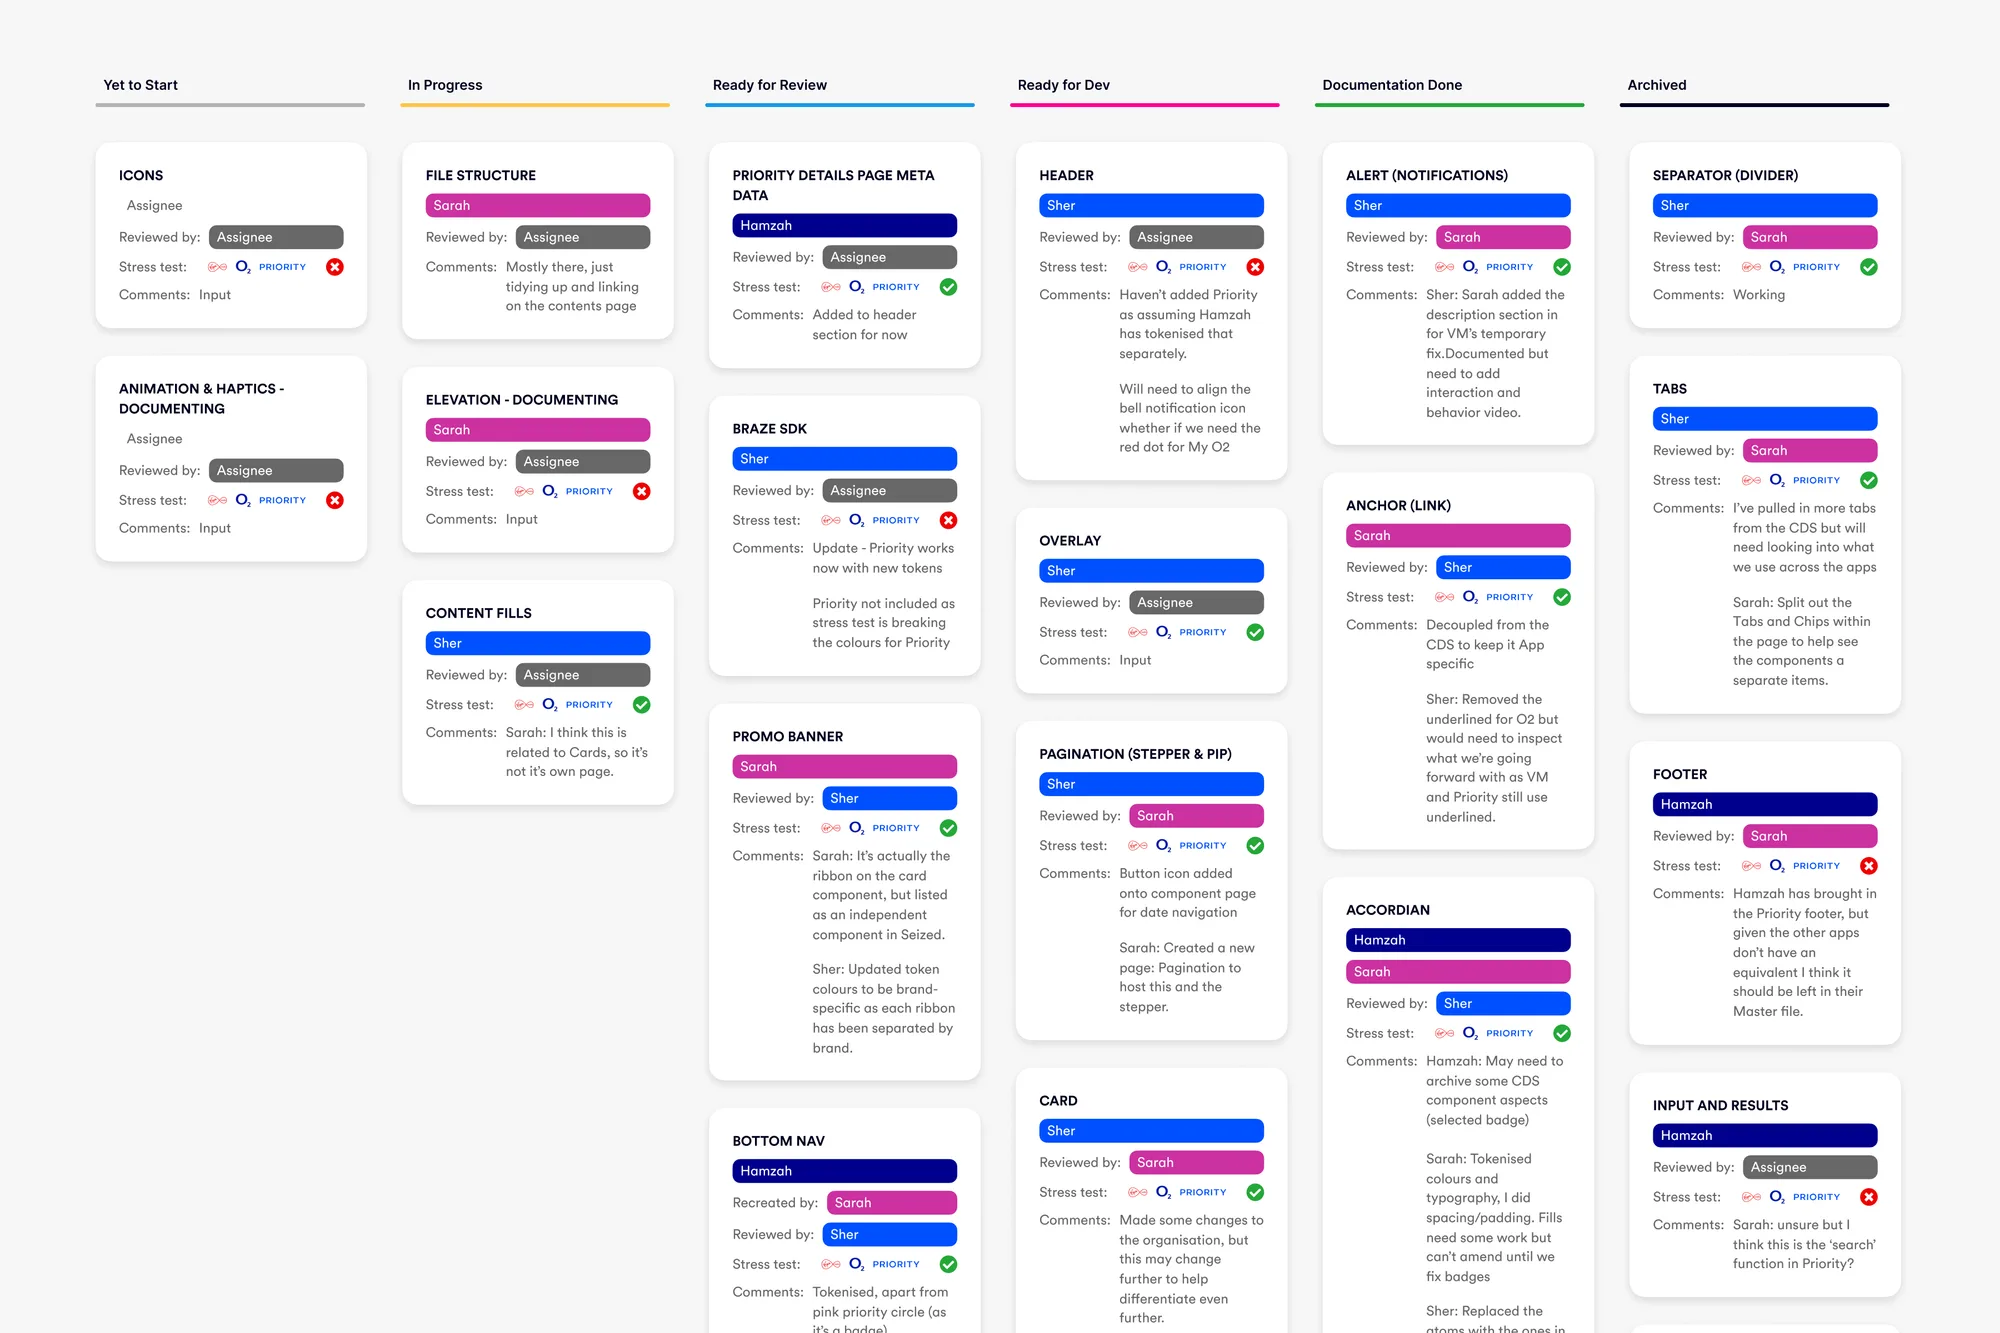 Yet to Start
ICONS
Assignee
Reviewed by: Assignee
Stress test: O2 PRIORITY
Comments: Input
ANIMATION & HAPTICS -
DOCUMENTING
Assignee
Reviewed by: Assignee
Stress test: O2 PRIORITY
Comments: Input
In Progress
FILE STRUCTURE
Sarah
Reviewed by: Assignee
Comments: Mostly there, just
tidying up and linking
on the contents page
ELEVATION - DOCUMENTING
Sarah
Reviewed by: Assignee
Stress test: O2 PRIORITY
Comments: Input
CONTENT FILLS
Sher
Reviewed by: Assignee
Stress test: O2 PRIORITY
Comments: Sarah: I think this is
related to Cards, so it's
not it's own page.
Ready for Review
PRIORITY DETAILS PAGE META
DATA
Hamzah
Reviewed by: Assignee
Stress test: O2 PRIORITY
Comments: Added to header
section for now
BRAZE SDK
Sher
Reviewed by: Assignee
Stress test: O2 PRIORITY
Comments: Update - Priority works
now with new tokens
Priority not included as
stress test is breaking
the colours for Priority
PROMO BANNER
Sarah
Reviewed by: Sher
Stress test: O2 PRIORITY
Comments: Sarah: It's actually the
ribbon on the card
component, but listed
as an independent
component in Seized.
Sher: Updated token
colours to be brand-
specific as each ribbon
has been separated by
brand.
BOTTOM NAV
Hamzah
Recreated by: Sarah
Reviewed by: Sher
Stress test: O2 PRIORITY
Comments: Tokenised, apart from
pink priority circle (as
it's a badge)
Ready for Dev
HEADER
Sher
Reviewed by: Assignee
Stress test: O2 PRIORITY
Comments: Haven't added Priority
as assuming Hamzah
has tokenised that
separately.
Will need to align the
bell notification icon
whether if we need the
red dot for My O2
OVERLAY
Sher
Reviewed by: Assignee
Stress test: O2 PRIORITY
Comments: Input
PAGINATION (STEPPER & PIP)
Sher
Reviewed by: Sarah
Stress test: O2 PRIORITY
Comments: Button icon added
onto component page
for date navigation
Sarah: Created a new
page: Pagination to
host this and the
stepper.
CARD
Sher
Reviewed by: Sarah
Stress test: O2 PRIORITY
Comments: Made some changes to
the organisation, but
this may change
further to help
differentiate even
further.
Documentation Done
ALERT (NOTIFICATIONS)
Sher
Reviewed by: Sarah
Stress test: O2 PRIORITY
Comments: Sher: Sarah added the
description section in
for VM's temporary
fix.Documented but
need to add
interaction and
behavior video.
ANCHOR (LINK)
Sarah
Reviewed by: Sher
Stress test: O2 PRIORITY
Comments: Decoupled from the
CDS to keep it App
specific
Sher: Removed the
underlined for O2 but
would need to inspect
what we're going
forward with as VM
and Priority still use
underlined.
ACCORDIAN
Hamzah
Sarah
Reviewed by: Sher
Stress test: O2 PRIORITY
Comments: Hamzah: May need to
archive some CDS
component aspects
(selected badge)
Sarah: Tokenised
colours and
typography, I did
spacing/padding. Fills
need some work but
can't amend until we
fix badges
Sher: Replaced the
atoms with the ones in
Archived
SEPARATOR (DIVIDER)
Sher
Reviewed by: Sarah
Stress test: O2 PRIORITY
Comments: Working
TABS
Sher
Reviewed by: Sarah
Stress test: O2 PRIORITY
Comments: I've pulled in more tabs
from the CDS but will
need looking into what
we use across the apps
Sarah: Split out the
Tabs and Chips within
the page to help see
the components a
separate items.
FOOTER
Hamzah
Reviewed by: Sarah
Stress test: O2 PRIORITY
Comments: Hamzah has brought in
the Priority footer, but
given the other apps
don't have an
equivalent I think it
should be left in their
Master file.
INPUT AND RESULTS
Hamzah
Reviewed by: Assignee
Stress test: O2 PRIORITY
Comments: Sarah: unsure but I
think this is the 'search'
function in Priority?